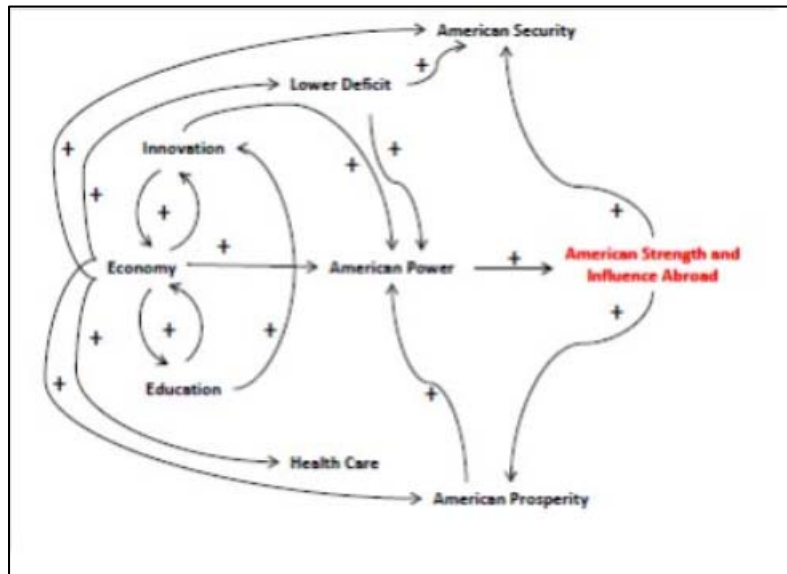 American Security
+
Lower Deficit
+
Innovation
+
+
+
+
+
+
Economy
+
American Power
+
American Strength and
Influence Abroad
+
+
+
+
+
Education
+
+
Health Care
American Prosperity